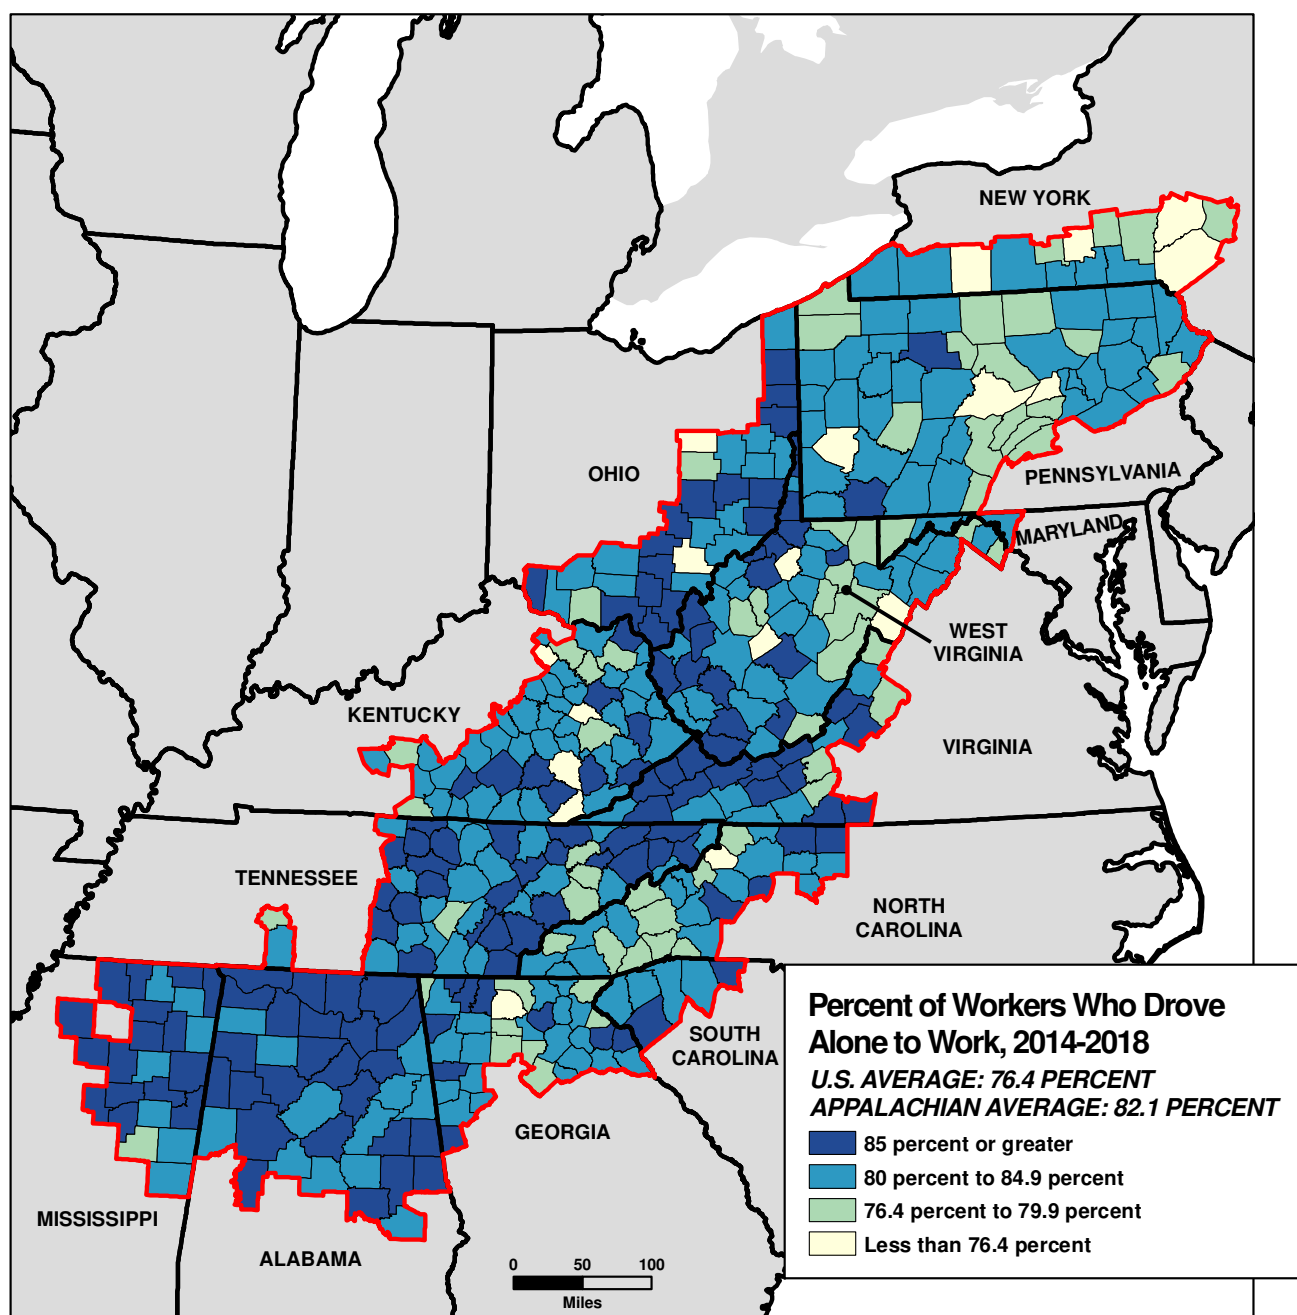 NEW YORK
OHIO
PENNSYLVANIA
MARYLAND
WEST
VIRGINIA
KENTUCKY
VIRGINIA
TENNESSEE
NORTH
CAROLINA
SOUTH
CAROLINA
GEORGIA
MISSISSIPPI
ALABAMA
0 50 100
Miles
Percent of Workers Who Drove
Alone to Work, 2014-2018
U.S. AVERAGE: 76.4 PERCENT
APPALACHIAN AVERAGE: 82.1 PERCENT
85 percent or greater
80 percent to 84.9 percent
76.4 percent to 79.9 percent
Less than 76.4 percent